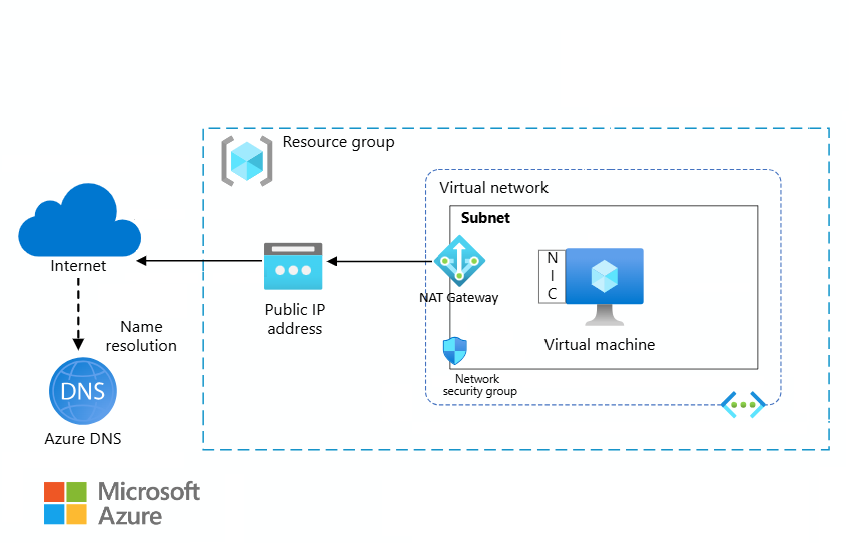 Resource group
Virtual network
Subnet
NIC
NAT Gateway
Virtual machine
Network
security group
Public IP
address
Internet
Name
resolution
DNS
Azure DNS
Microsoft
Azure